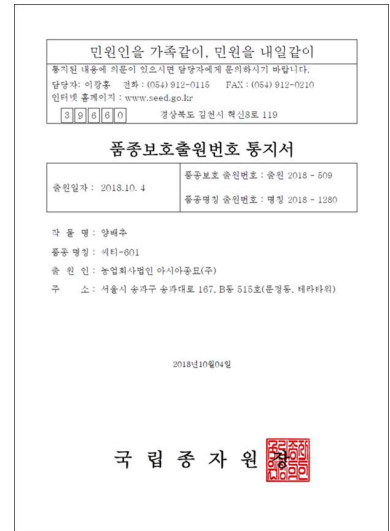 민원인을 가족같이, 민원을 내일같이
통지된 내용에 의문이 있으시면 담당자에게 문의하시기 바랍니다.
담당자: 이광홍 전화 : (054) 912-0115 FAX : (054) 912-0210
인터넷 홈페이지 : www.seed.go.kr
3 9 6 6 0 경상북도 김천시 혁신8로 119
품종보호출원번호 통지서
출원일자 : 2018.10. 4
품종보호 출원번호 : 출원 2018 - 509
품종명칭 출원번호 : 명칭 2018 - 1280
작 물 명 : 양배추
품종 명칭 : 씨티-601
출 원 인 : 농업회사법인 아시아종묘(주)
주 소 : 서울시 송파구 송파대로 167, B동 515호(문정동, 테라타워)
2018년10월04일
국 립 종 자 원 장